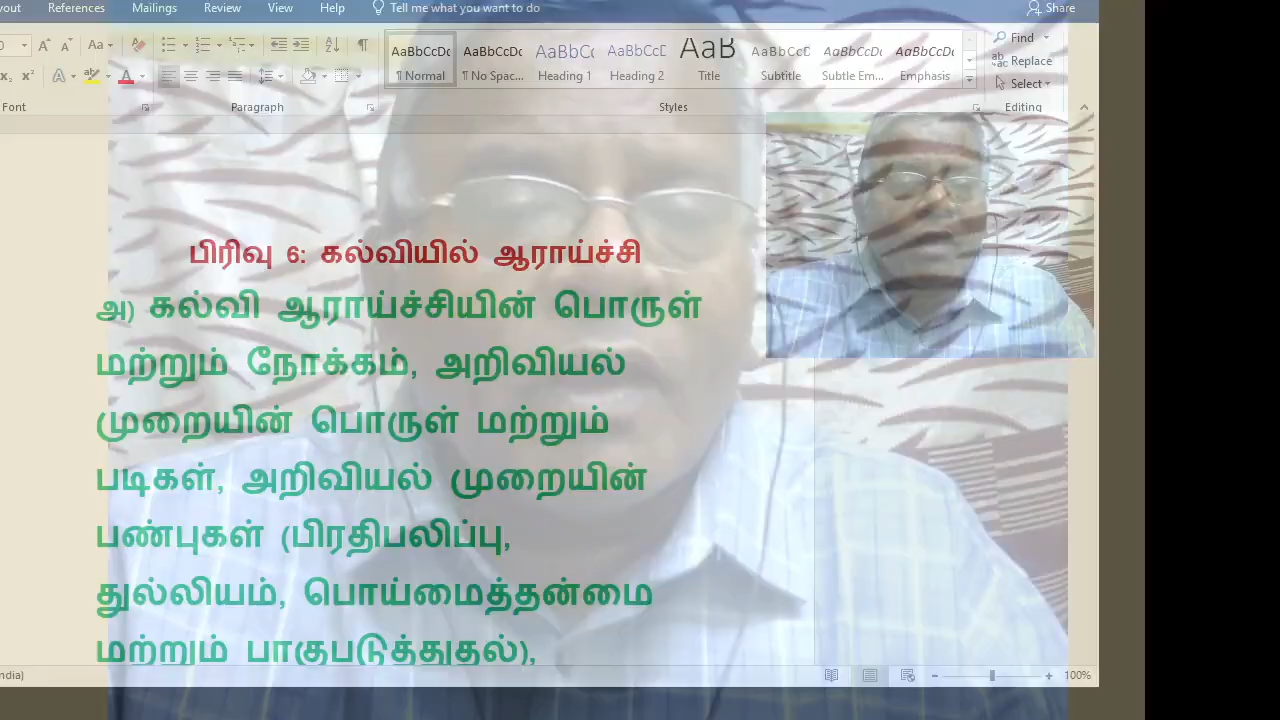 References Mailings Review View Help Tell me what you want to do Share
Aa AaBbCcDc AaBbCcDc AaBbC AaBbCcE AaB AaBbCcD AaBbCcDc AaBbCcDc Find
Replace
¶ Normal ¶ No Spac... Heading 1 Heading 2 Title Subtitle Subtle Em... Emphasis Select
Font Paragraph Styles Editing
பிரிவு 6: கல்வியில் ஆராய்ச்சி
அ) கல்வி ஆராய்ச்சியின் பொருள்
மற்றும் நோக்கம், அறிவியல்
முறையின் பொருள் மற்றும்
படிகள், அறிவியல் முறையின்
பண்புகள் (பிரதிபலிப்பு,
துல்லியம், பொய்மைத்தன்மை
மற்றும் பாகுபடுத்துதல்),
100%